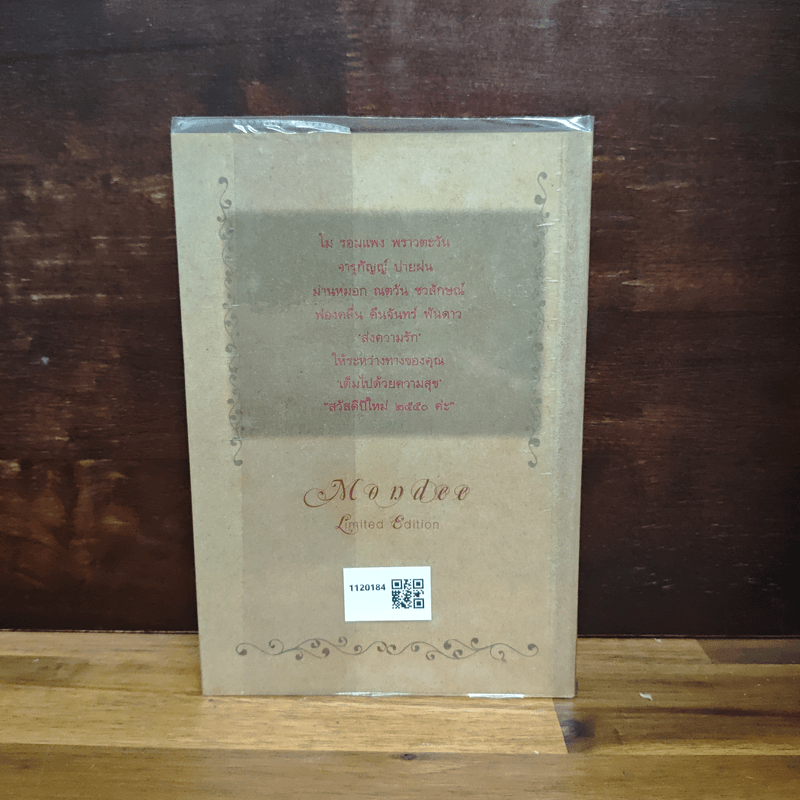 โม รอมแพง พราวตะวัน
จารุกัญญ์ ปายฝน
ม่านหมอก ณตวัน ชวลักษณ์
ฟองคลื่น คืนจันทร์ พันดาว
"ส่งความรัก"
ให้ระหว่างทางของคุณ
"เต็มไปด้วยความสุข"
"สวัสดีปีใหม่ ๒๕๕๐ ค่ะ"
Mondee
Limited Edition
1120184